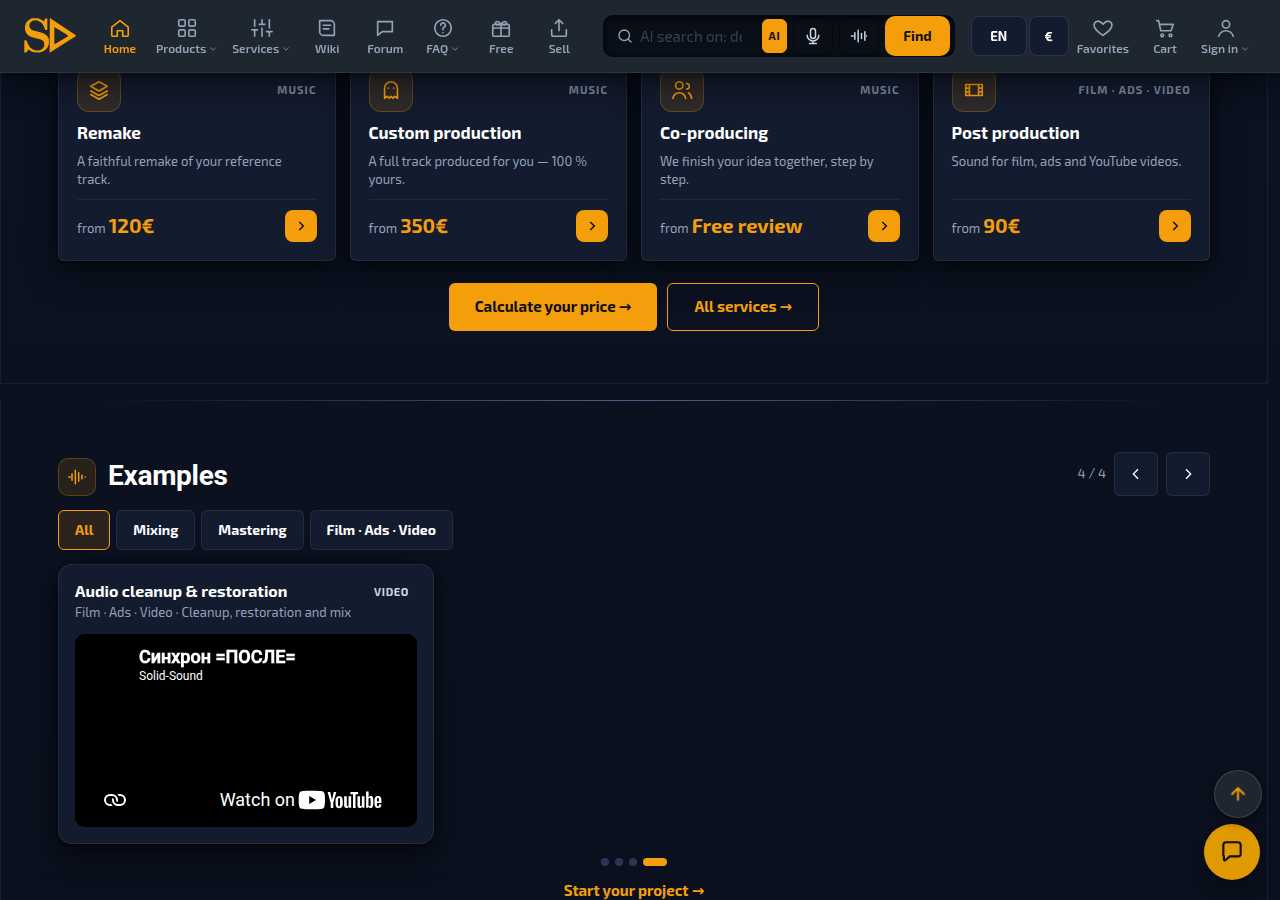 Home
Products
Services
Wiki
Forum
FAQ
Free
Sell
AI search on: de
AI
Find
EN
€
Favorites
Cart
Sign in
MUSIC
Remake
A faithful remake of your reference
track.
from 120€
MUSIC
Custom production
A full track produced for you — 100 %
yours.
from 350€
MUSIC
Co-producing
We finish your idea together, step by
step.
from Free review
FILM · ADS · VIDEO
Post production
Sound for film, ads and YouTube videos.
from 90€
Calculate your price →
All services →
Examples
4 / 4
All
Mixing
Mastering
Film · Ads · Video
Audio cleanup & restoration
VIDEO
Film · Ads · Video · Cleanup, restoration and mix
Синхрон =ПОСЛЕ=
Solid-Sound
Watch on YouTube
Start your project →